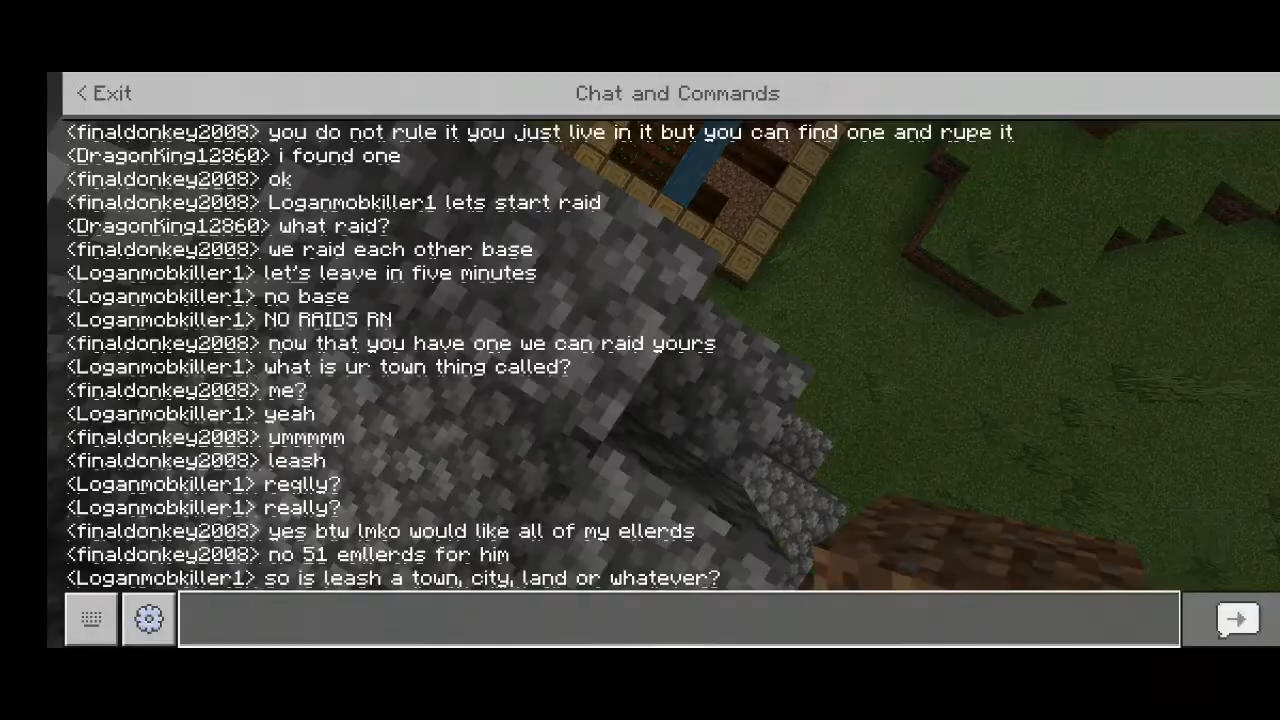 < Exit
Chat and Commands
<finaldonkey2008> you do not rule it you just live in it but you can find one and rupe it
<DragonKing12860> i found one
<finaldonkey2008> ok
<finaldonkey2008> Loganmobkiller1 lets start raid
<DragonKing12860> what raid?
<finaldonkey2008> we raid each other base
<Loganmobkiller1> let's leave in five minutes
<Loganmobkiller1> no base
<Loganmobkiller1> NO RAIDS RN
<finaldonkey2008> now that you have one we can raid yours
<Loganmobkiller1> what is ur town thing called?
<finaldonkey2008> me?
<Loganmobkiller1> yeah
<finaldonkey2008> ummmmm
<finaldonkey2008> leash
<Loganmobkiller1> reqlly?
<Loganmobkiller1> really?
<finaldonkey2008> yes btw lmko would like all of my ellerds
<finaldonkey2008> no 51 emllerds for him
<Loganmobkiller1> so is leash a town, city, land or whatever?